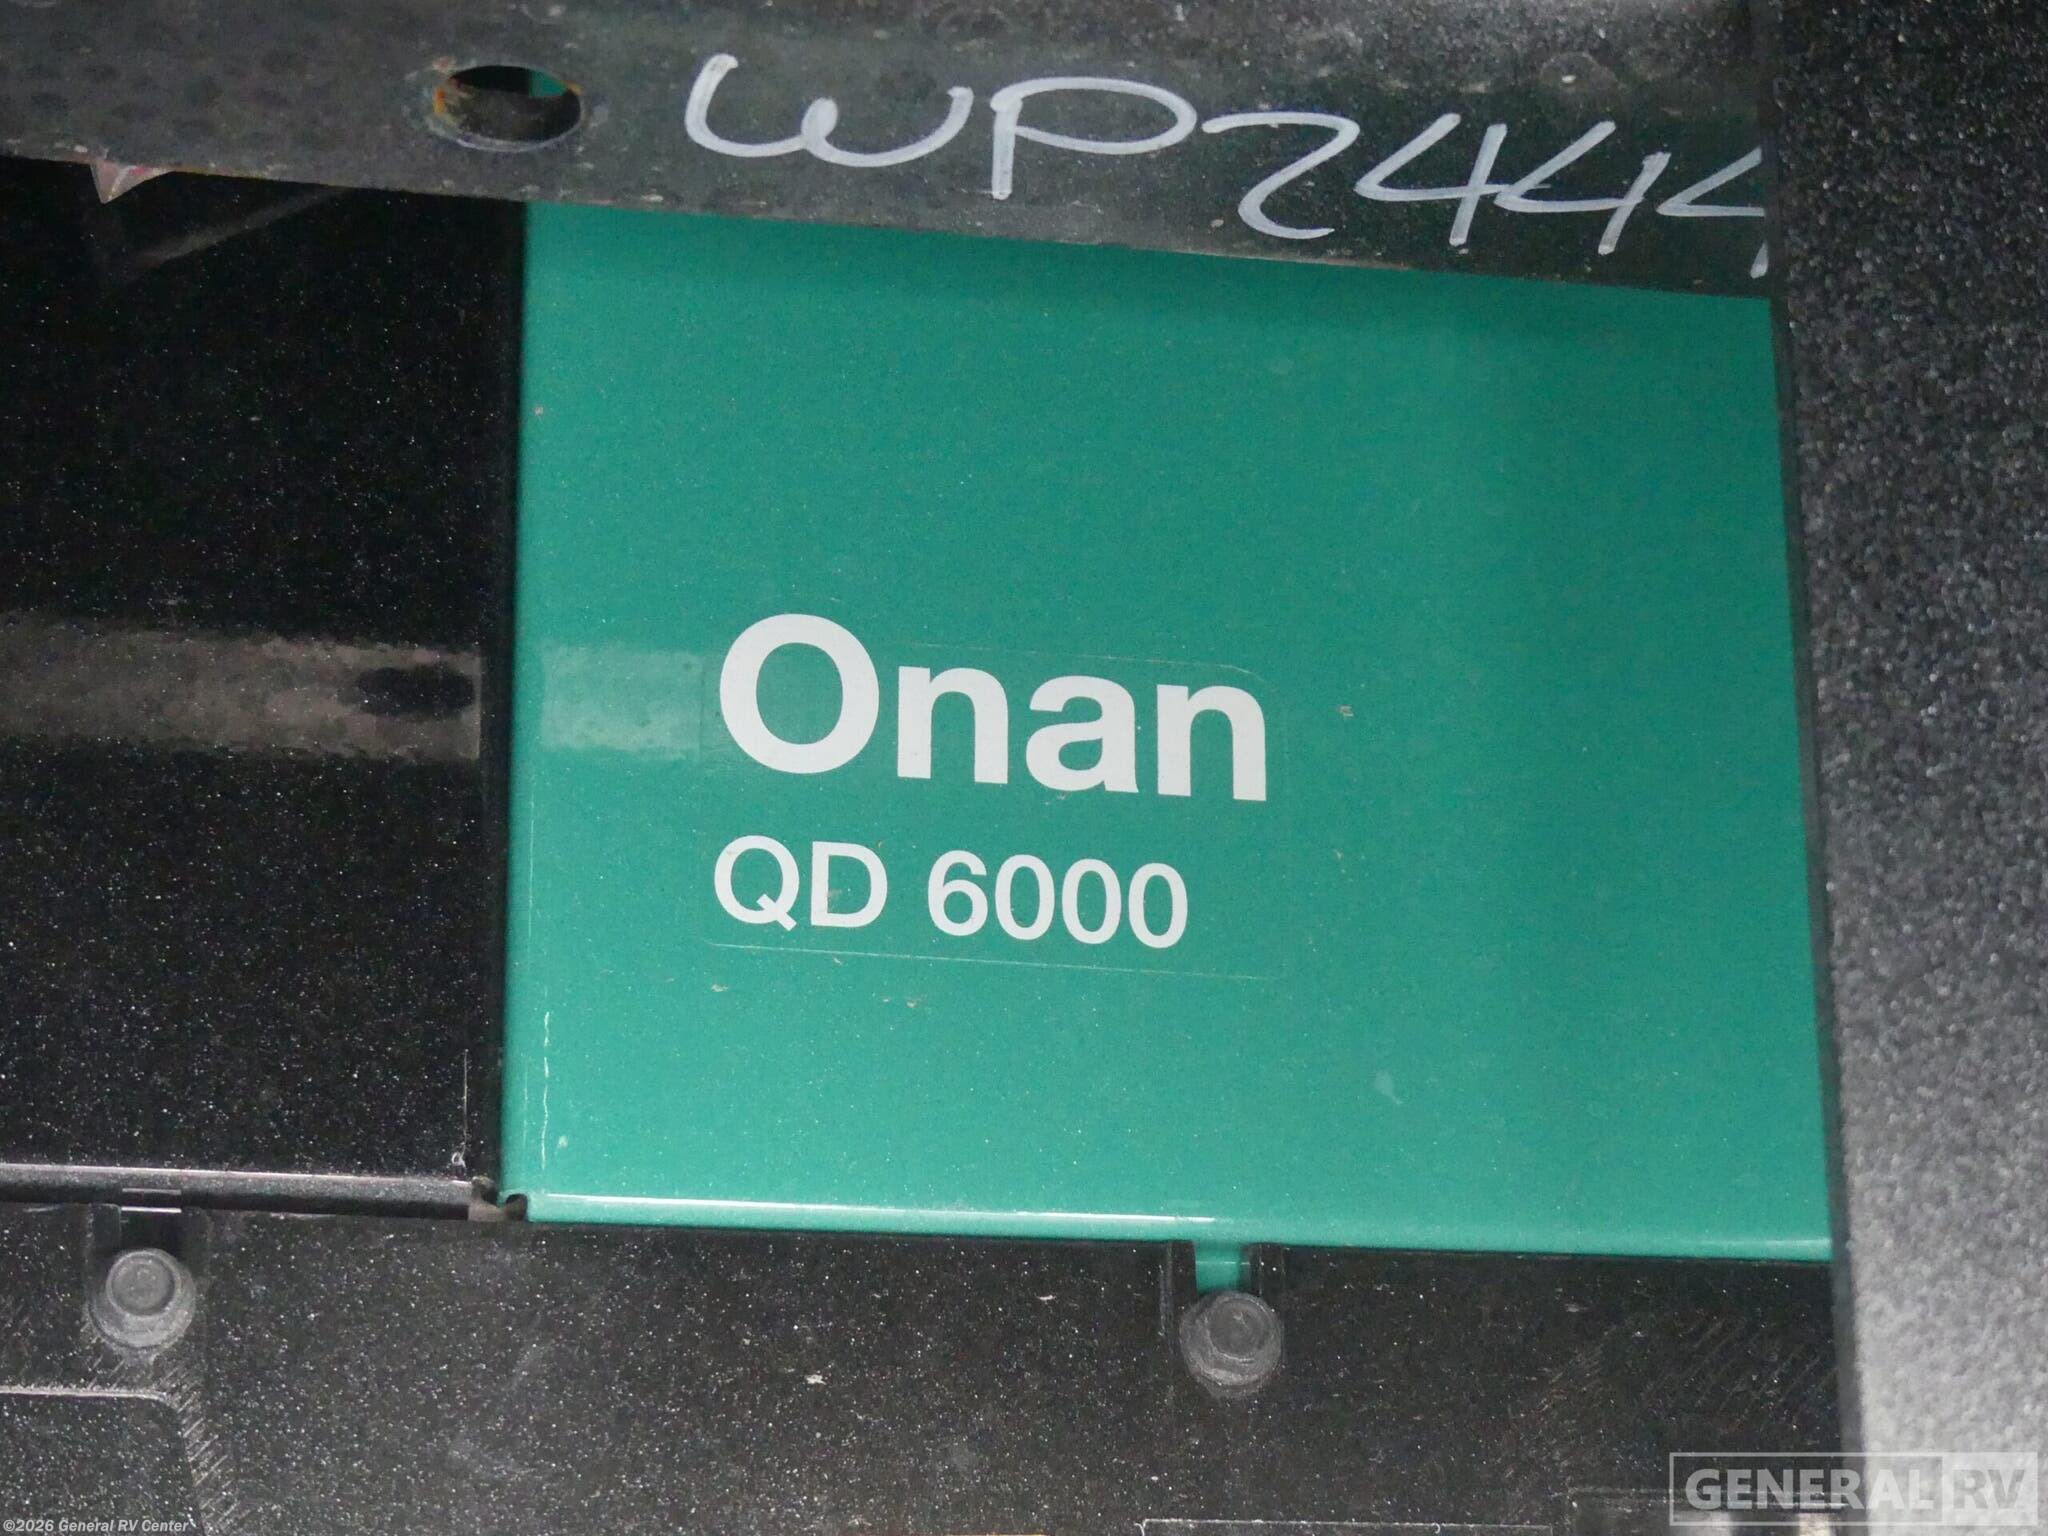 WP2444
Onan
QD 6000
GENERAL RV
©2026 General RV Center